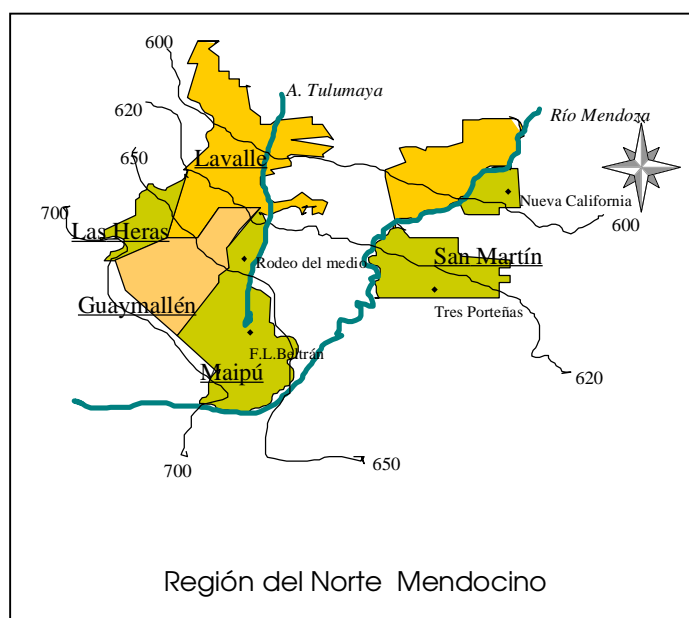 600
A. Tulumaya
620
Río Mendoza
650
Lavalle
Nueva California
700
600
Las Heras
San Martín
Rodeo del medio
Guaymallén
Tres Porteñas
F.L.Beltrán
Maipú
620
700
650
Región del Norte Mendocino